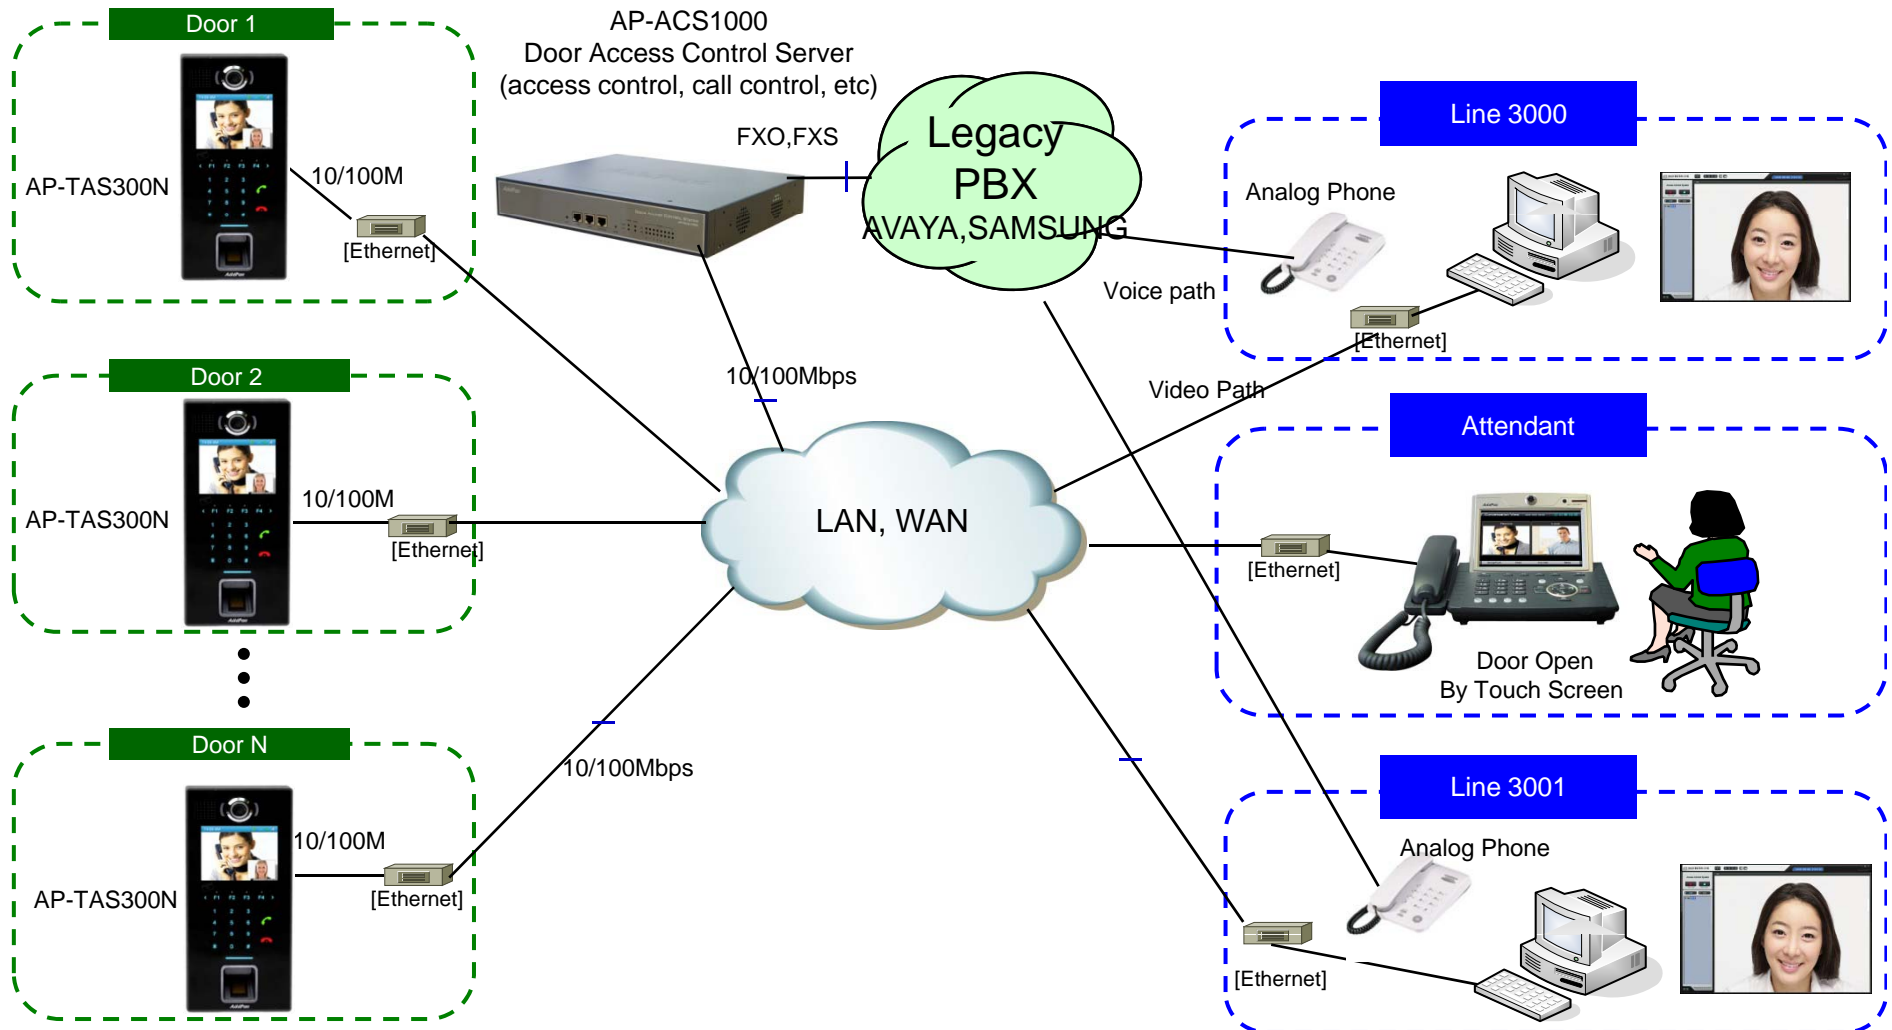 Door 1
AP-TAS300N
10/100M
[Ethernet]
AddPac
AP-ACS1000
Door Access Control Server
(access control, call control, etc)
FXO,FXS
Legacy
PBX
AVAYA,SAMSUNG
10/100Mbps
Line 3000
Analog Phone
Voice path
[Ethernet]
Video Path
Door 2
AP-TAS300N
10/100M
[Ethernet]
AddPac
LAN, WAN
Attendant
[Ethernet]
Door Open
By Touch Screen
Door N
AP-TAS300N
10/100M
[Ethernet]
AddPac
10/100Mbps
Line 3001
Analog Phone
[Ethernet]